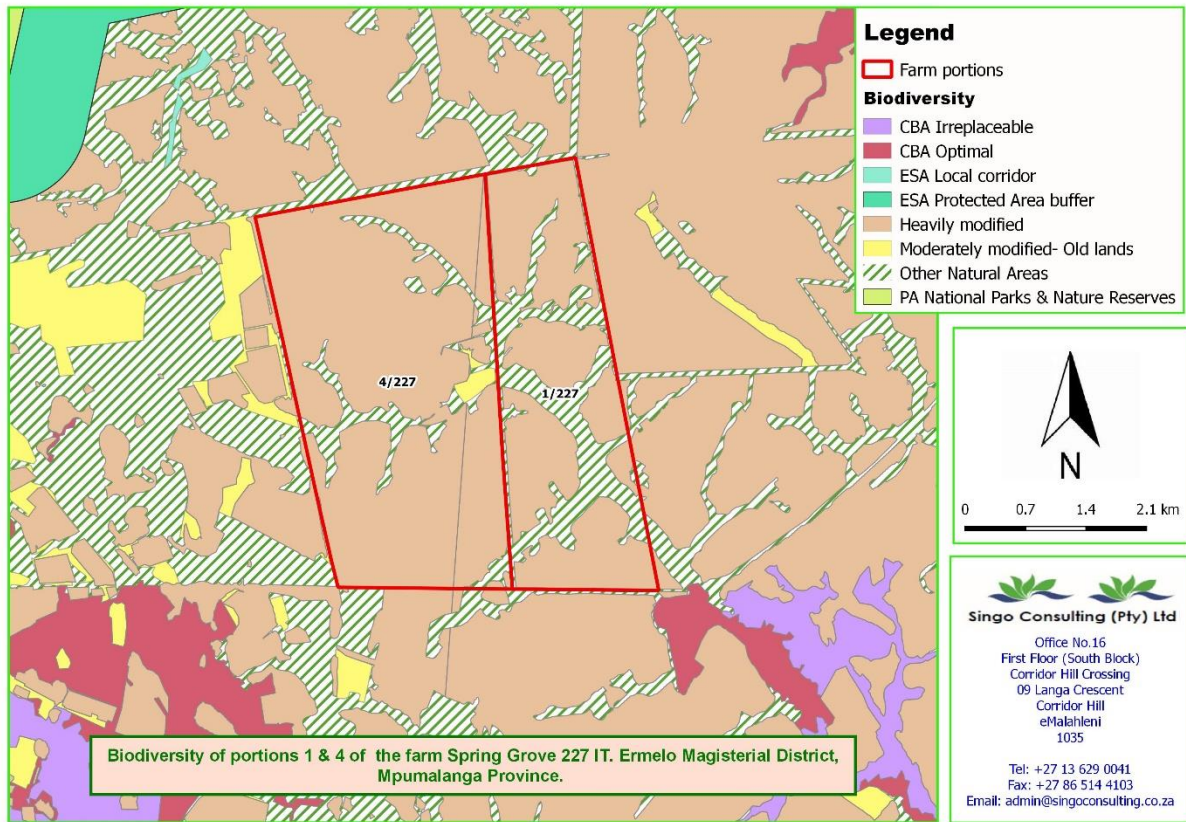 Legend
Farm portions
Biodiversity
CBA Irreplaceable
CBA Optimal
ESA Local corridor
ESA Protected Area buffer
Heavily modified
Moderately modified- Old lands
Other Natural Areas
PA National Parks & Nature Reserves
4/227
1/227
N
0 0.7 1.4 2.1 km
Singo Consulting (Pty) Ltd
Office No.16
First Floor (South Block)
Corridor Hill Crossing
09 Langa Crescent
Corridor Hill
eMalahleni
1035
Tel: +27 13 629 0041
Fax: +27 86 514 4103
Email: admin@singoconsulting.co.za
Biodiversity of portions 1 & 4 of the farm Spring Grove 227 IT. Ermelo Magisterial District,
Mpumalanga Province.